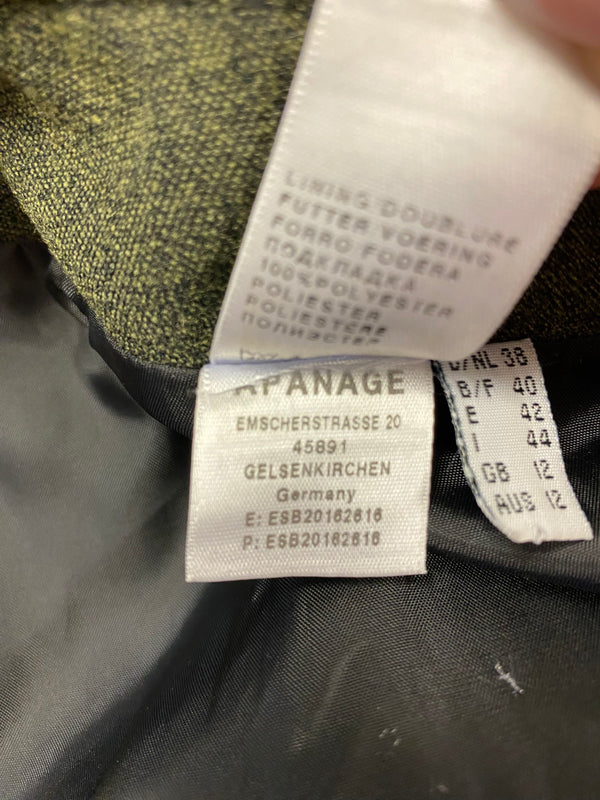 LINING DOUBLURE
FUTTER VOERING
FORRO FODERA
ПОДКЛАДКА
100%POLYESTER
POLIESTER
POLIESTERE
ПОЛИЭСТЕР
APANAGE
EMSCHERSTRASSE 20
45891
GELSENKIRCHEN
Germany
E: ESB20162616
P: ESB20162616
D/NL 38
B/F 40
E 42
I 44
GB 12
AUS 12